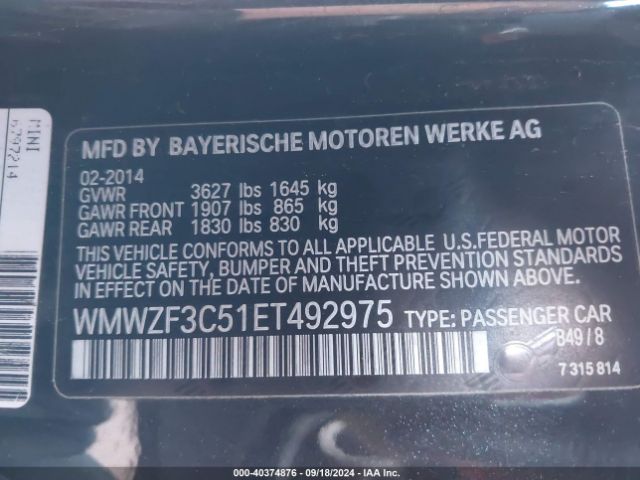 MINI
6797214
MFD BY BAYERISCHE MOTOREN WERKE AG
02-2014
GVWR 3627 lbs 1645 kg
GAWR FRONT 1907 lbs 865 kg
GAWR REAR 1830 lbs 830 kg
THIS VEHICLE CONFORMS TO ALL APPLICABLE U.S.FEDERAL MOTOR
VEHICLE SAFETY, BUMPER, AND THEFT PREVENTION STANDARDS
IN EFFECT ON THE DATE OF MANUFACTURE SHOWN ABOVE.
WMWZF3C51ET492975 TYPE: PASSENGER CAR
B49/8
7 315 814
000-40374876 - 09/18/2024 - IAA Inc.